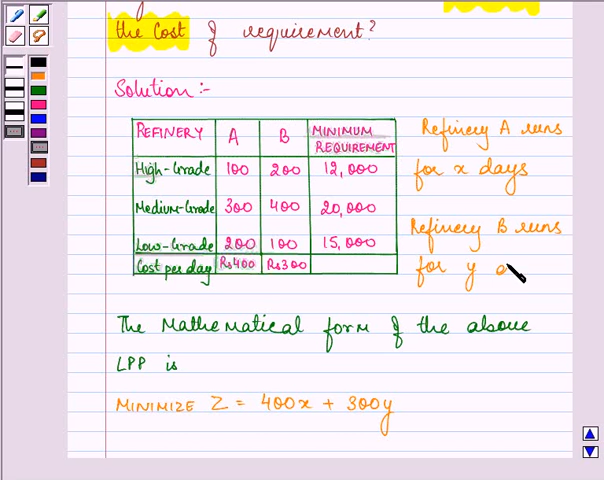 the Cost of requirement?
Solution:-
REFINERY A B MINIMUM REQUIREMENT
High-Grade 100 200 12,000
Medium-Grade 300 400 20,000
Low-Grade 200 100 15,000
Cost per day Rs400 Rs300
Refinery A runs
for x days
Refinery B runs
for y
The Mathematical form of the above
LPP is
MINIMIZE Z = 400x + 300y